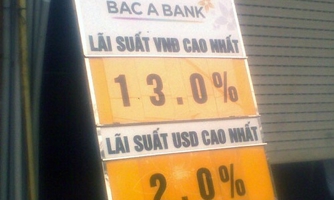 BAC A BANK
LÃI SUẤT VNĐ CAO NHẤT
13.0%
LÃI SUẤT USD CAO NHẤT
2.0%